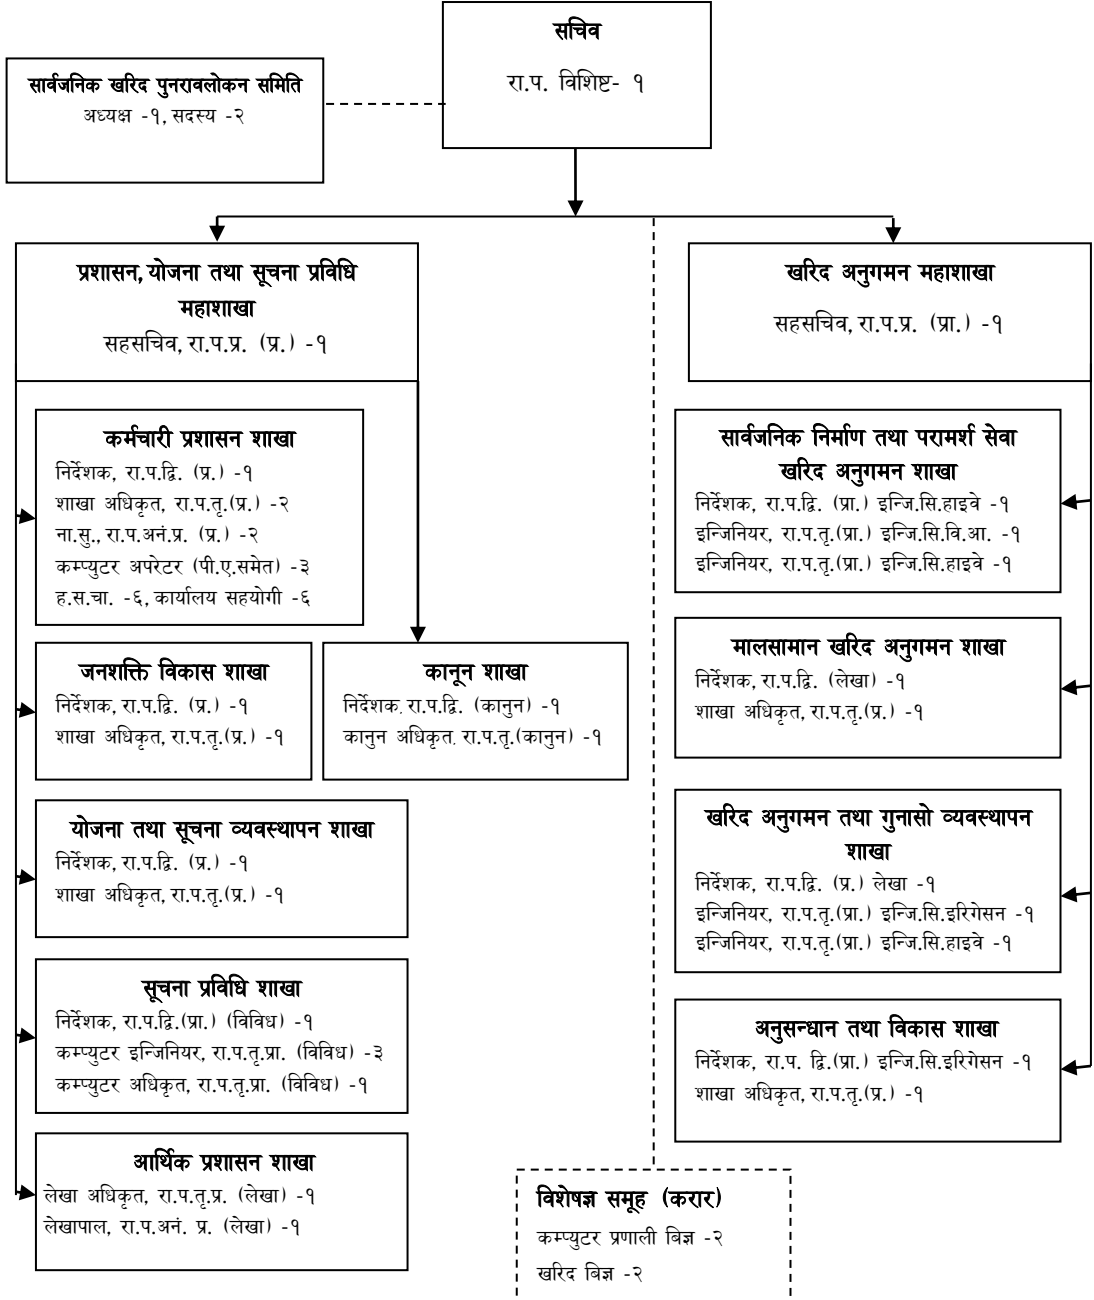 सचिव
रा.प. विशिष्ट- १
सार्वजनिक खरिद पुनरावलोकन समिति
अध्यक्ष -१, सदस्य -२
प्रशासन, योजना तथा सूचना प्रविधि
महाशाखा
सहसचिव, रा.प.प्र. (प्र.) -१
खरिद अनुगमन महाशाखा
सहसचिव, रा.प.प्र. (प्रा.) -१
कर्मचारी प्रशासन शाखा
निर्देशक, रा.प.द्वि. (प्र.) -१
शाखा अधिकृत, रा.प.तृ.(प्र.) -२
ना.सु., रा.प.अनं.प्र. (प्र.) -२
कम्प्युटर अपरेटर (पी.ए.समेत) -३
ह.स.चा. -६, कार्यालय सहयोगी -६
जनशक्ति विकास शाखा
निर्देशक, रा.प.द्वि. (प्र.) -१
शाखा अधिकृत, रा.प.तृ.(प्र.) -१
कानून शाखा
निर्देशक, रा.प.द्वि. (कानुन) -१
कानुन अधिकृत, रा.प.तृ.(कानुन) -१
योजना तथा सूचना व्यवस्थापन शाखा
निर्देशक, रा.प.द्वि. (प्र.) -१
शाखा अधिकृत, रा.प.तृ.(प्र.) -१
सूचना प्रविधि शाखा
निर्देशक, रा.प.द्वि.(प्रा.) (विविध) -१
कम्प्युटर इन्जिनियर, रा.प.तृ.प्रा. (विविध) -३
कम्प्युटर अधिकृत, रा.प.तृ.प्रा. (विविध) -१
आर्थिक प्रशासन शाखा
लेखा अधिकृत, रा.प.तृ.प्र. (लेखा) -१
लेखापाल, रा.प.अनं. प्र. (लेखा) -१
सार्वजनिक निर्माण तथा परामर्श सेवा
खरिद अनुगमन शाखा
निर्देशक, रा.प.द्वि. (प्रा.) इन्जि.सि.हाइवे -१
इन्जिनियर, रा.प.तृ.(प्रा.) इन्जि.सि.वि.आ. -१
इन्जिनियर, रा.प.तृ.(प्रा.) इन्जि.सि.हाइवे -१
मालसामान खरिद अनुगमन शाखा
निर्देशक, रा.प.द्वि. (लेखा) -१
शाखा अधिकृत, रा.प.तृ.(प्र.) -१
खरिद अनुगमन तथा गुनासो व्यवस्थापन
शाखा
निर्देशक, रा.प.द्वि. (प्र.) लेखा -१
इन्जिनियर, रा.प.तृ.(प्रा.) इन्जि.सि.इरिगेसन -१
इन्जिनियर, रा.प.तृ.(प्रा.) इन्जि.सि.हाइवे -१
अनुसन्धान तथा विकास शाखा
निर्देशक, रा.प. द्वि.(प्रा.) इन्जि.सि.इरिगेसन -१
शाखा अधिकृत, रा.प.तृ.(प्र.) -१
विशेषज्ञ समूह (करार)
कम्प्युटर प्रणाली बिज्ञ -२
खरिद बिज्ञ -२